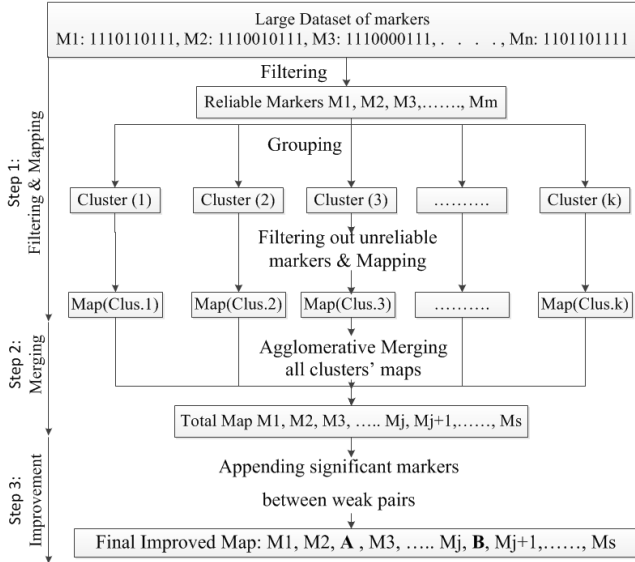 Large Dataset of markers
M1: 1110110111, M2: 1110010111, M3: 1110000111, . . . . , Mn: 1101101111
Filtering
Reliable Markers M1, M2, M3,……., Mm
Grouping
Step 1:
Filtering & Mapping
Cluster (1)
Cluster (2)
Cluster (3)
……….
Cluster (k)
Filtering out unreliable
markers & Mapping
Map(Clus.1)
Map(Clus.2)
Map(Clus.3)
……….
Map(Clus.k)
Step 2:
Merging
Agglomerative Merging
all clusters’ maps
Total Map M1, M2, M3, ….. Mj, Mj+1,……, Ms
Step 3:
Improvement
Appending significant markers
between weak pairs
Final Improved Map: M1, M2, A , M3, ….. Mj, B, Mj+1,……, Ms